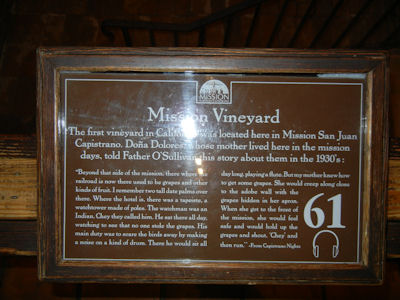 MISSION
Mission Vineyard
The first vineyard in California was located here in Mission San Juan
Capistrano. Doña Dolores, whose mother lived here in the mission
days, told Father O'Sullivan this story about them in the 1930's:
"Beyond that side of the mission, there where the
railroad is now there used to be grapes and other
kinds of fruit. I remember two tall date palms over
there. Where the hotel is, there was a tapeste, a
watchtower made of poles. The watchman was an
Indian, Chey they called him. He sat there all day,
watching to see that no one stole the grapes. His
main duty was to scare the birds away by making
a noise on a kind of drum. There he would sit all
day long, playing a flute. But my mother knew how
to get some grapes. She would creep along close
to the adobe wall with the
grapes hidden in her apron.
When she got to the front of
the mission, she would feel
safe and would hold up the
grapes and shout, 'Chey' and
then run." -From Capistrano Nights
61